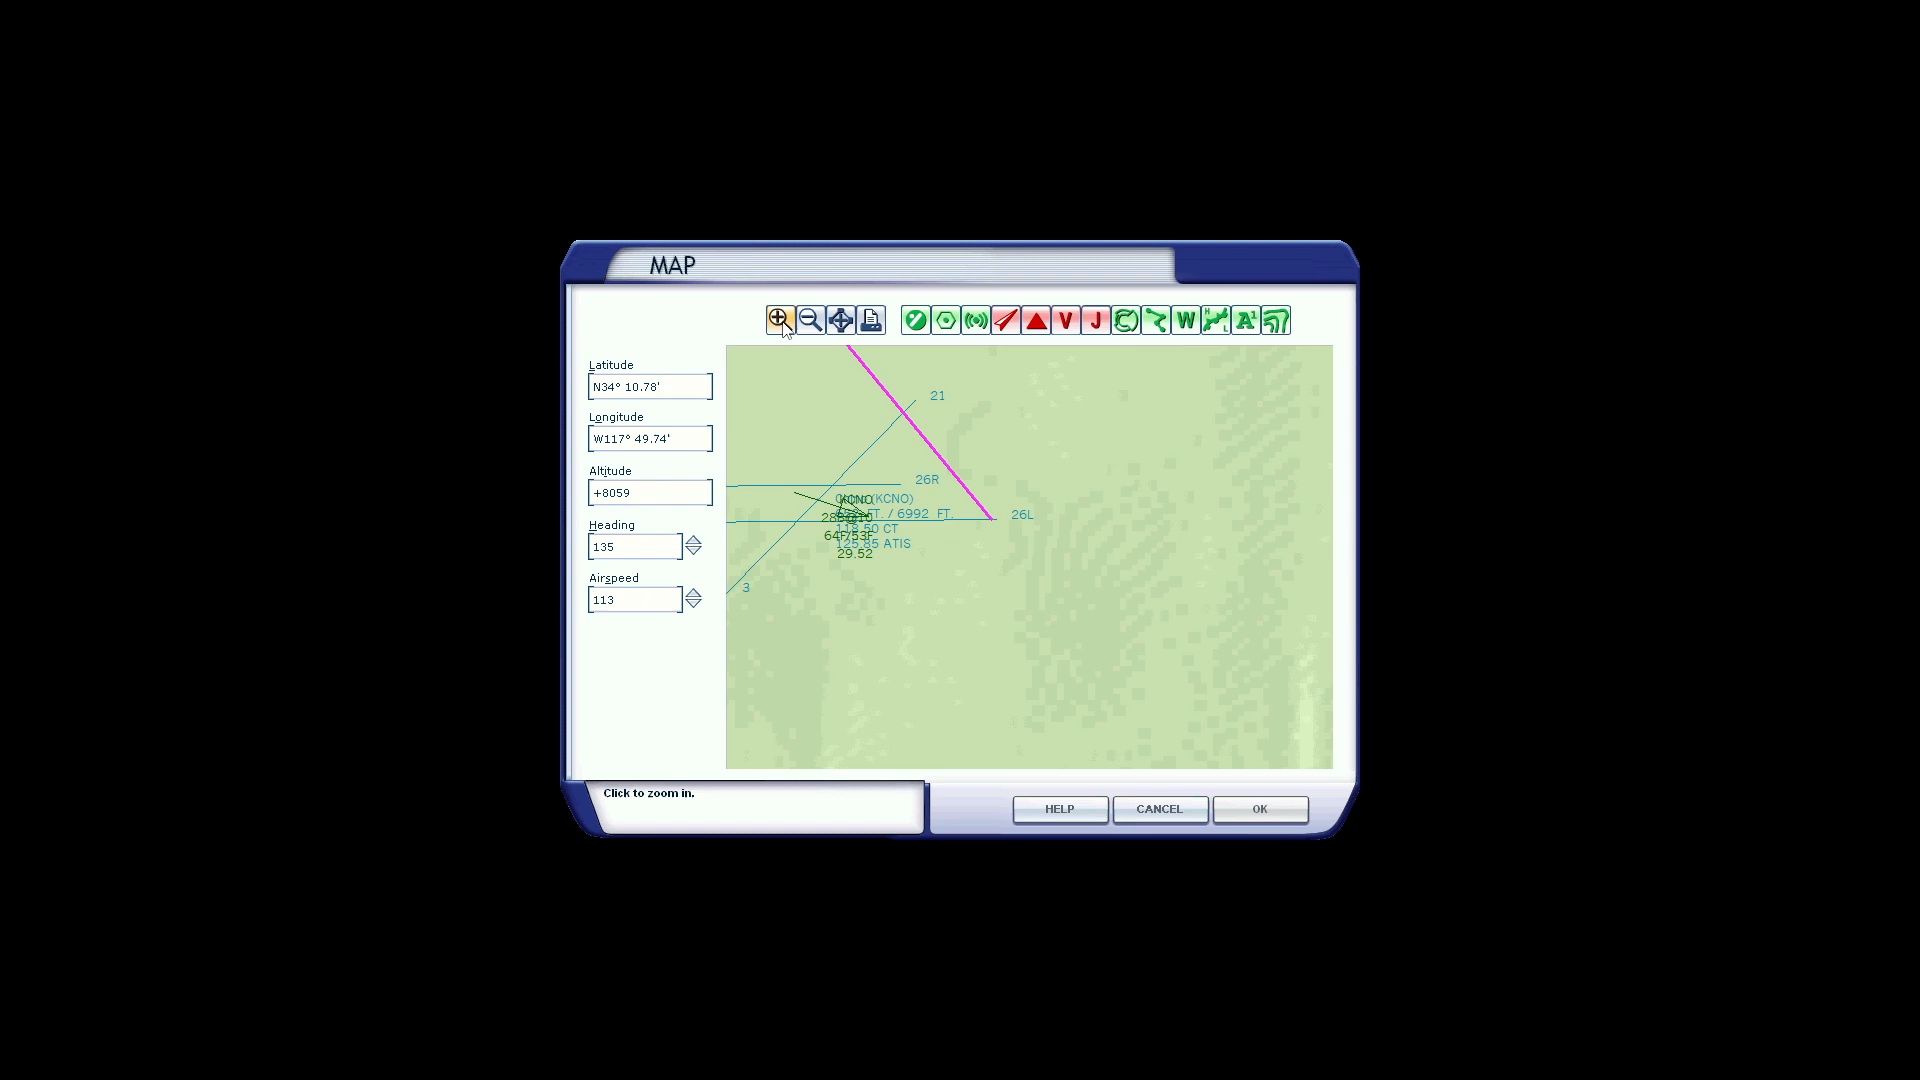 MAP
V J W A1
Latitude
N34° 10.78'
Longitude
W117° 49.74'
Altitude
+8059
Heading
135
Airspeed
113
21
26R
KCNO (KCNO)
FT. / 6992 FT.
26L
118.50 CT
64F/53F
125.85 ATIS
29.52
3
Click to zoom in.
HELP
CANCEL
OK